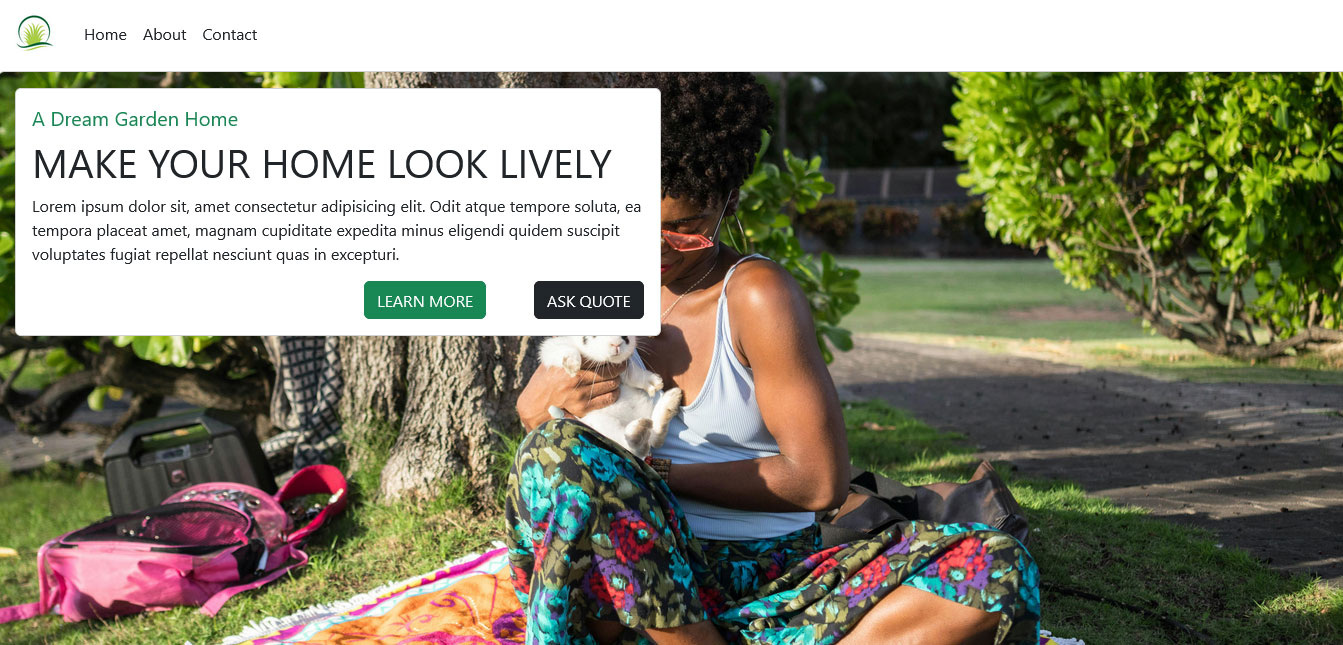 Home About Contact
A Dream Garden Home
MAKE YOUR HOME LOOK LIVELY
Lorem ipsum dolor sit, amet consectetur adipisicing elit. Odit atque tempore soluta, ea
tempora placeat amet, magnam cupiditate expedita minus eligendi quidem suscipit
voluptates fugiat repellat nesciunt quas in excepturi.
LEARN MORE ASK QUOTE